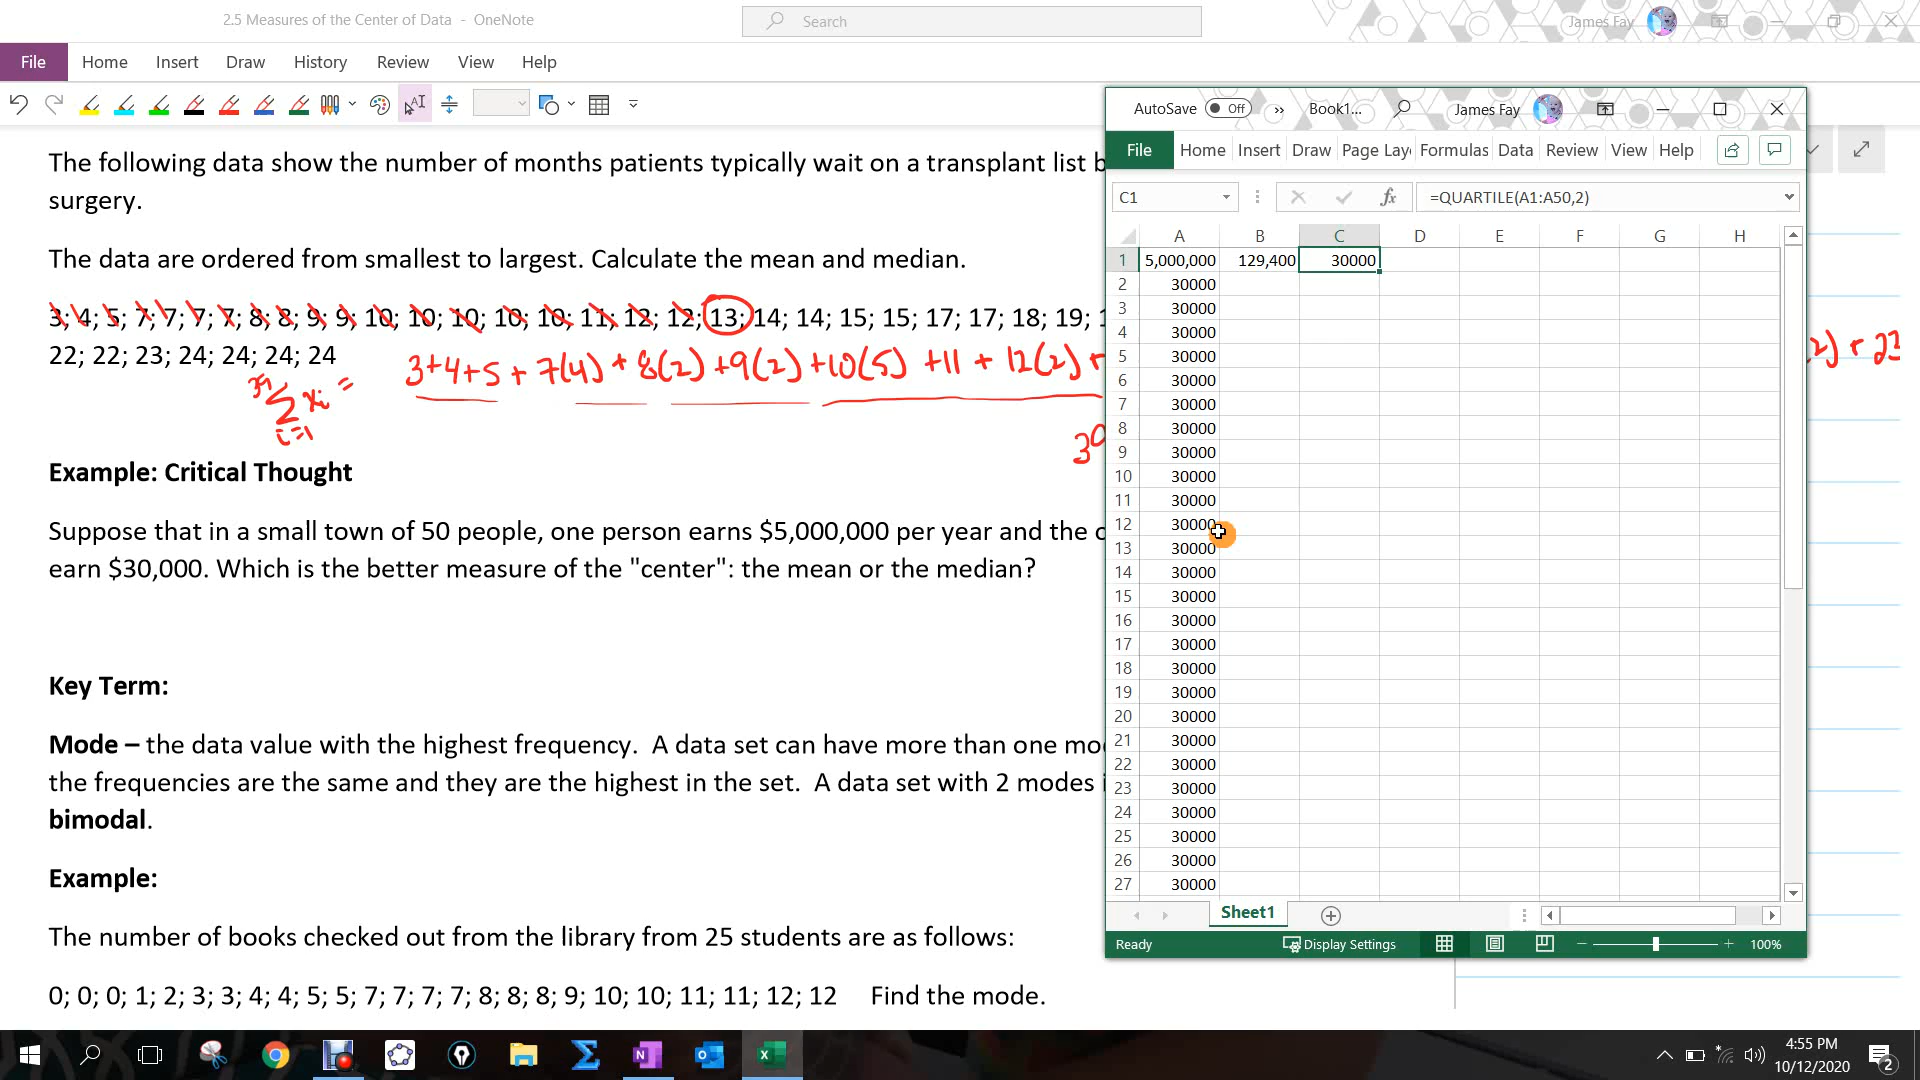 2.5 Measures of the Center of Data - OneNote
Search
James Fay
File Home Insert Draw History Review View Help
The following data show the number of months patients typically wait on a transplant list b
surgery.
The data are ordered from smallest to largest. Calculate the mean and median.
3; 4; 5; 7; 7; 7; 7; 8; 8; 9; 9; 10; 10; 10; 10; 10; 11; 12; 12; 13; 14; 14; 15; 15; 17; 17; 18; 19; 1
22; 22; 23; 24; 24; 24; 24
39 Σ i=1 xi = 3+4+5 + 7(4) + 8(2) + 9(2) + 10(5) + 11 + 12(2) +
2) + 23
39
Example: Critical Thought
Suppose that in a small town of 50 people, one person earns $5,000,000 per year and the o
earn $30,000. Which is the better measure of the "center": the mean or the median?
Key Term:
Mode – the data value with the highest frequency. A data set can have more than one mo
the frequencies are the same and they are the highest in the set. A data set with 2 modes i
bimodal.
Example:
The number of books checked out from the library from 25 students are as follows:
0; 0; 0; 1; 2; 3; 3; 4; 4; 5; 5; 7; 7; 7; 7; 8; 8; 8; 9; 10; 10; 11; 11; 12; 12 Find the mode.
AutoSave Off » Book1... James Fay
File Home Insert Draw Page Lay Formulas Data Review View Help
C1 fx =QUARTILE(A1:A50,2)
A B C D E F G H
1 5,000,000 129,400 30000
2 30000
3 30000
4 30000
5 30000
6 30000
7 30000
8 30000
9 30000
10 30000
11 30000
12 30000
13 30000
14 30000
15 30000
16 30000
17 30000
18 30000
19 30000
20 30000
21 30000
22 30000
23 30000
24 30000
25 30000
26 30000
27 30000
Sheet1
Ready Display Settings 100%
4:55 PM
10/12/2020
2